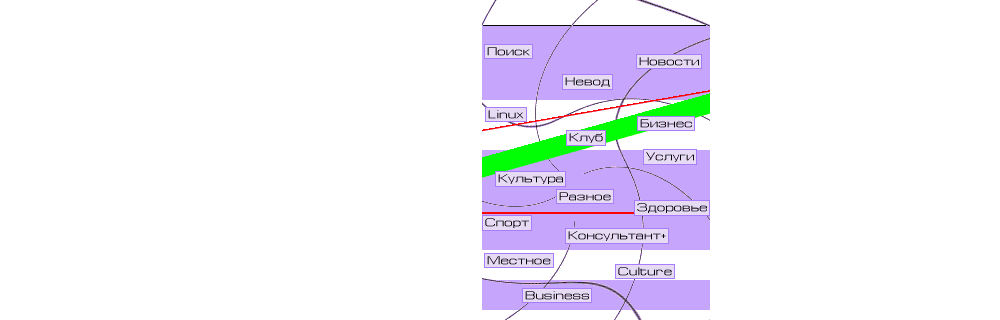 Поиск
Новости
Невод
Linux
Бизнес
Клуб
Услуги
Культура
Разное
Здоровье
Спорт
Консультант+
Местное
Culture
Business